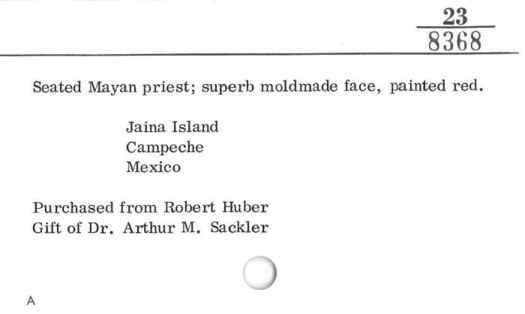 23
8368
Seated Mayan priest; superb moldmade face, painted red.
Jaina Island
Campeche
Mexico
Purchased from Robert Huber
Gift of Dr. Arthur M. Sackler
A